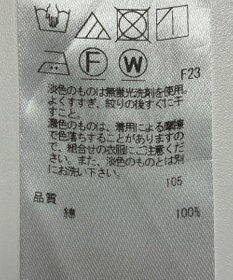 F
W
F23
淡色のものは無蛍光洗剤を使用。
よくすすぎ、絞りの後すぐに干
すこと。
濃色のものは、着用による摩擦
で色落ちすることがありますの
で、組合せの衣服にご注意くだ
さい。また、淡色のものとは別
にお洗い下さい。
105
品質
綿 100%